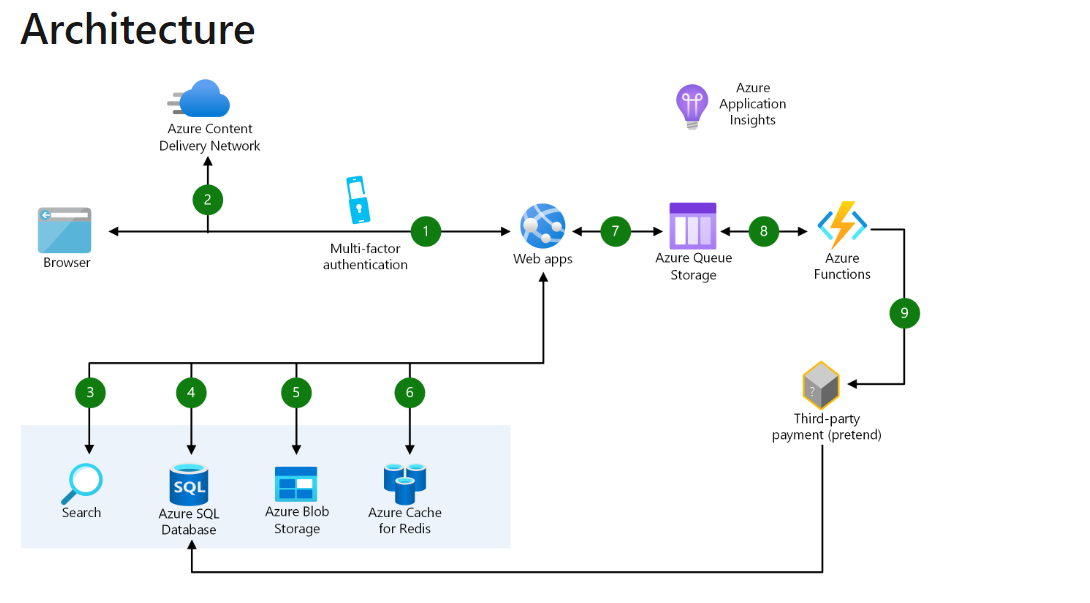 Architecture
Azure Content
Delivery Network
Azure
Application
Insights
2
Browser
1
Multi-factor
authentication
Web apps
7
Azure Queue
Storage
8
Azure
Functions
9
3
4
5
6
?
Third-party
payment (pretend)
Search
SQL
Azure SQL
Database
Azure Blob
Storage
Azure Cache
for Redis